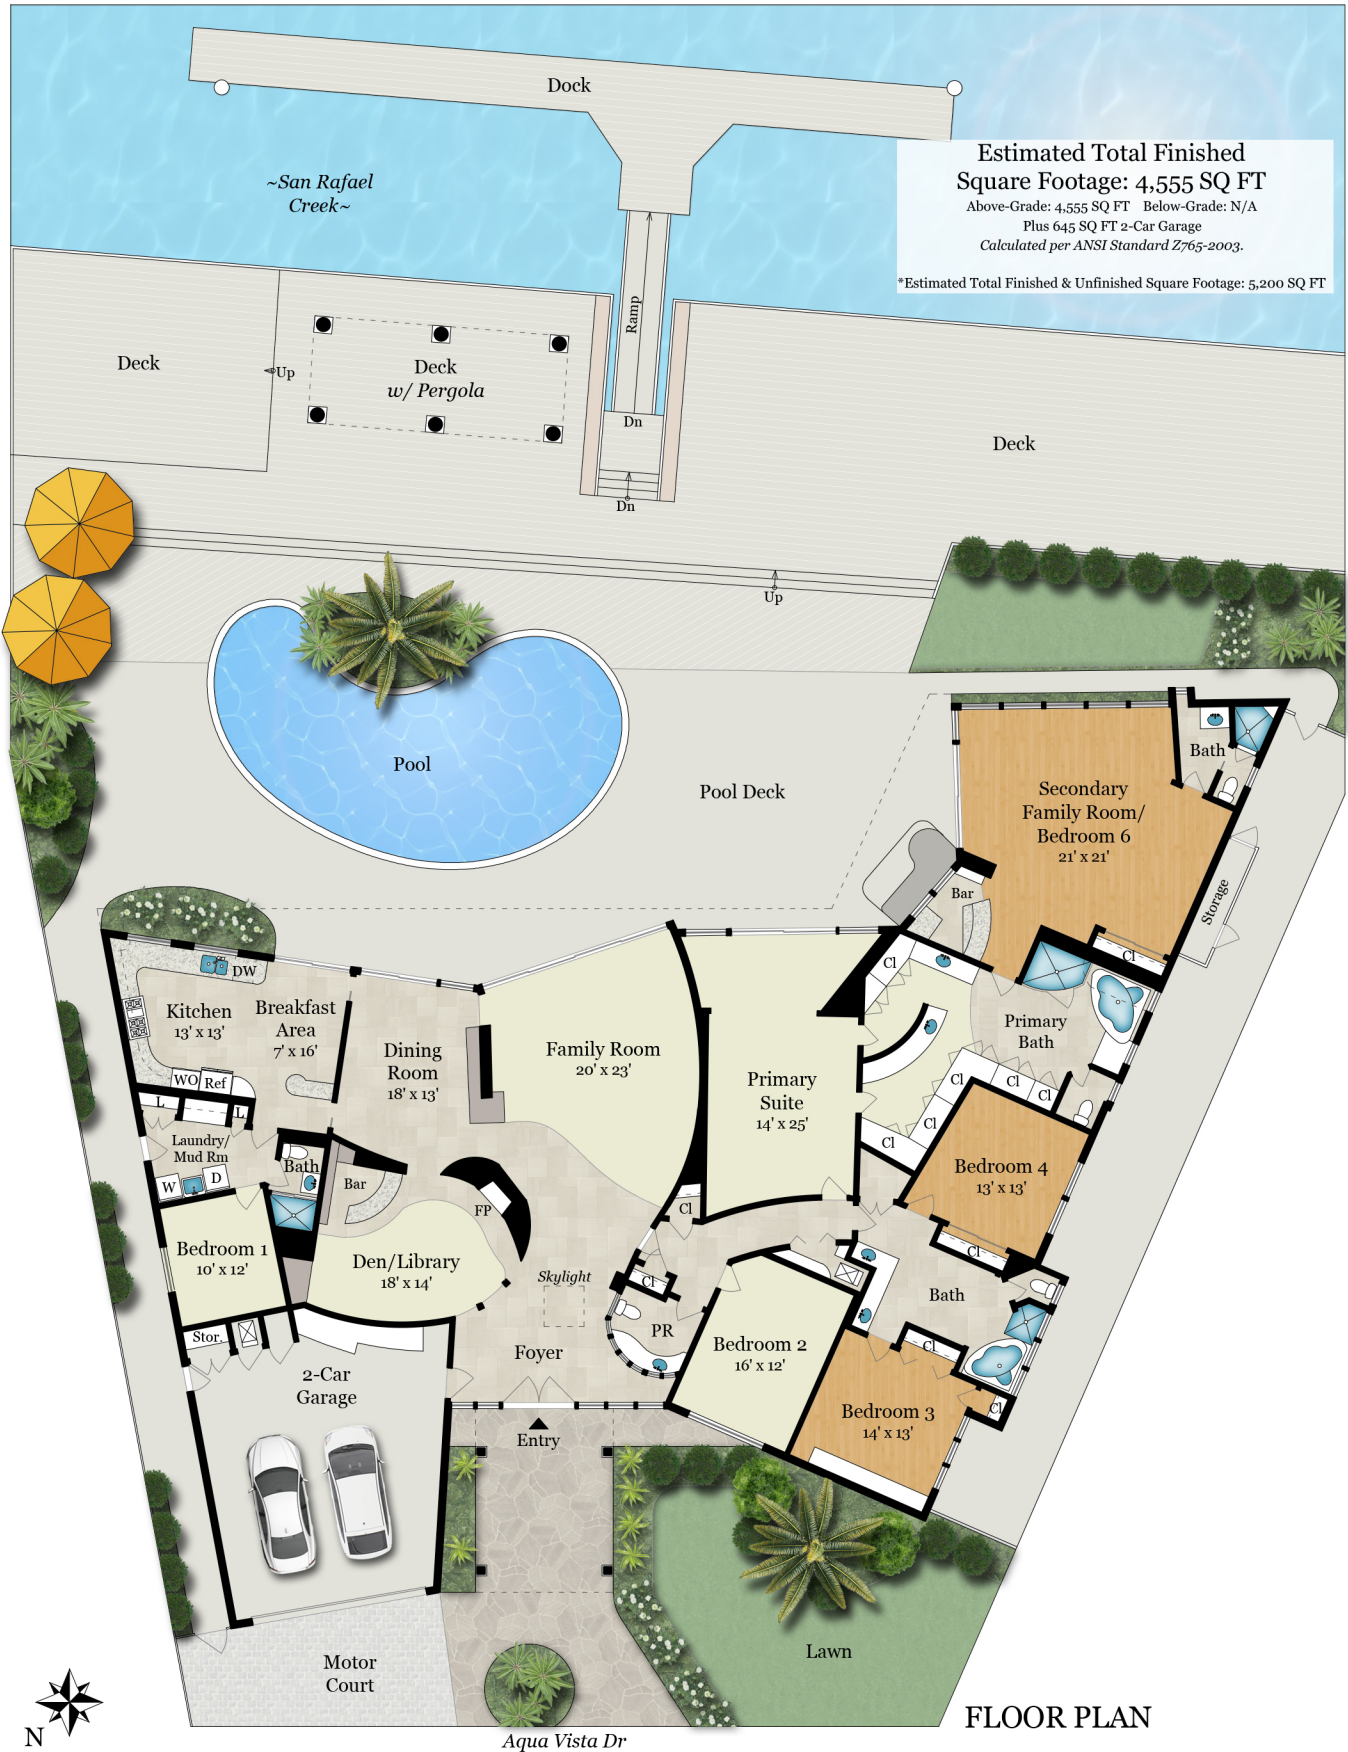 Dock
Estimated Total Finished
Square Footage: 4,555 SQ FT
Above-Grade: 4,555 SQ FT Below-Grade: N/A
Plus 645 SQ FT 2-Car Garage
Calculated per ANSI Standard Z765-2003.
*Estimated Total Finished & Unfinished Square Footage: 5,200 SQ FT
~San Rafael
Creek~
Ramp
Deck
Up
Deck
w/ Pergola
Dn
Deck
Dn
Up
Pool
Pool Deck
Bath
Secondary
Family Room/
Bedroom 6
21' x 21'
Storage
Bar
Cl
Cl
DW
Kitchen
13' x 13'
Breakfast
Area
7' x 16'
WO
Ref
Dining
Room
18' x 13'
Family Room
20' x 23'
Primary
Suite
14' x 25'
Primary
Bath
Cl
Cl
Cl
Cl
Cl
L
L
Laundry/
Mud Rm
W
D
Bath
Bar
FP
Cl
Bedroom 4
13' x 13'
Cl
Bedroom 1
10' x 12'
Den/Library
18' x 14'
Skylight
Cl
Bath
Stor.
PR
Foyer
Bedroom 2
16' x 12'
Cl
2-Car
Garage
Bedroom 3
14' x 13'
Cl
Entry
Lawn
Motor
Court
N
FLOOR PLAN
Aqua Vista Dr